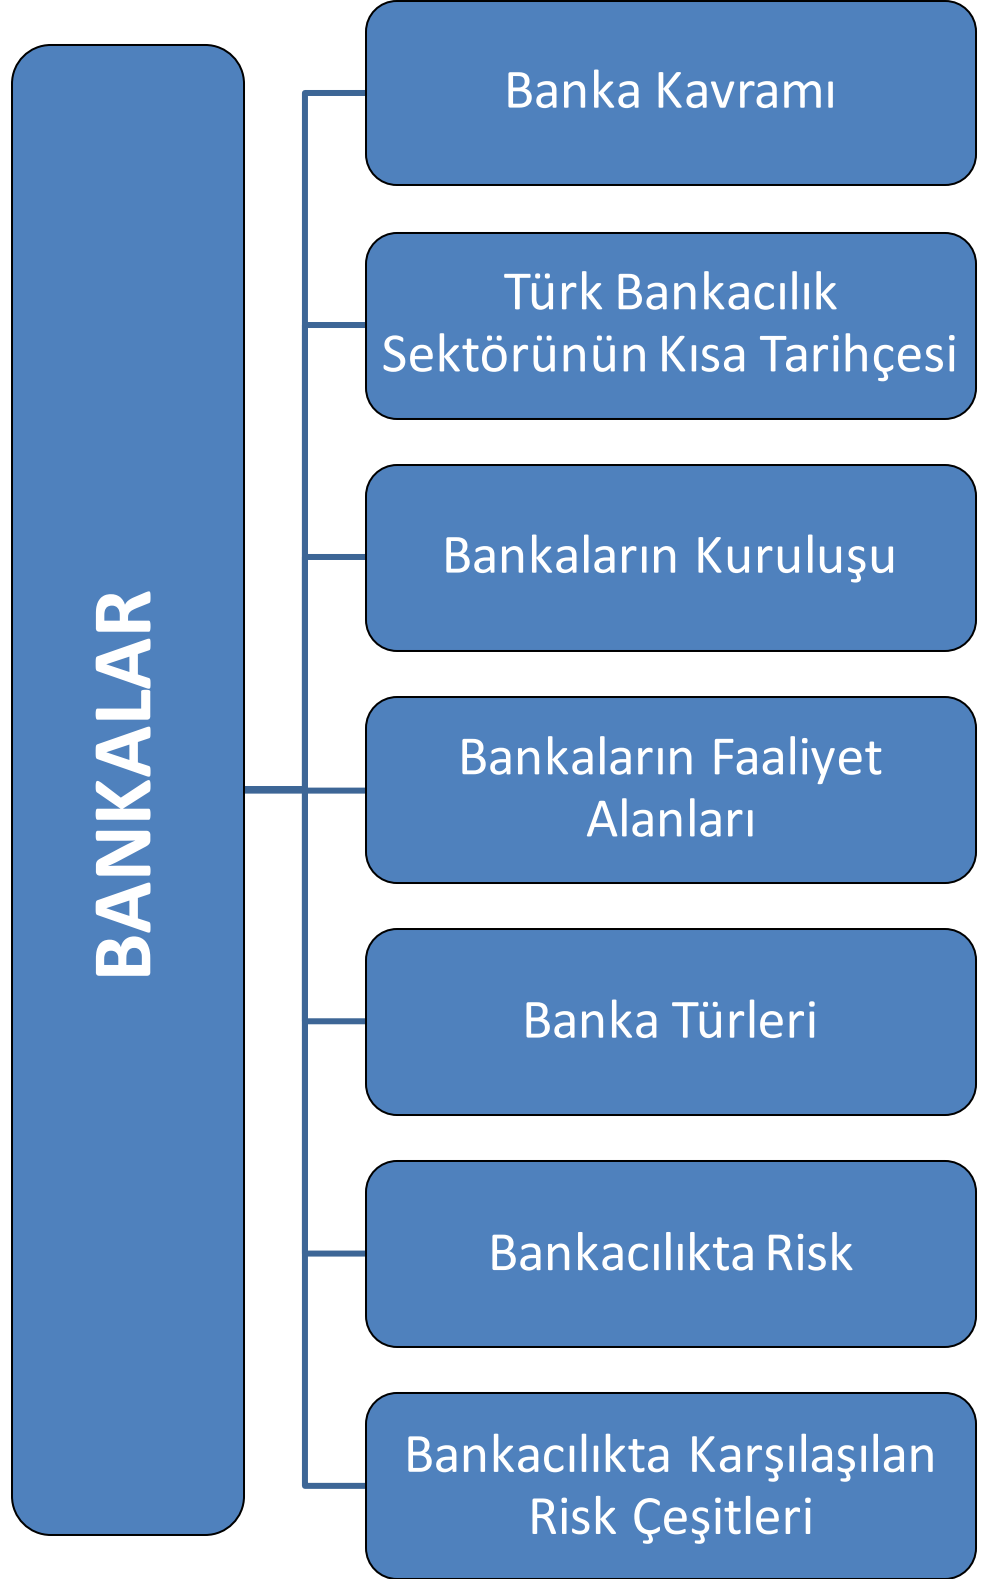 BANKALAR
Banka Kavramı
Türk Bankacılık
Sektörünün Kısa Tarihçesi
Bankaların Kuruluşu
Bankaların Faaliyet
Alanları
Banka Türleri
Bankacılıkta Risk
Bankacılıkta Karşılaşılan
Risk Çeşitleri